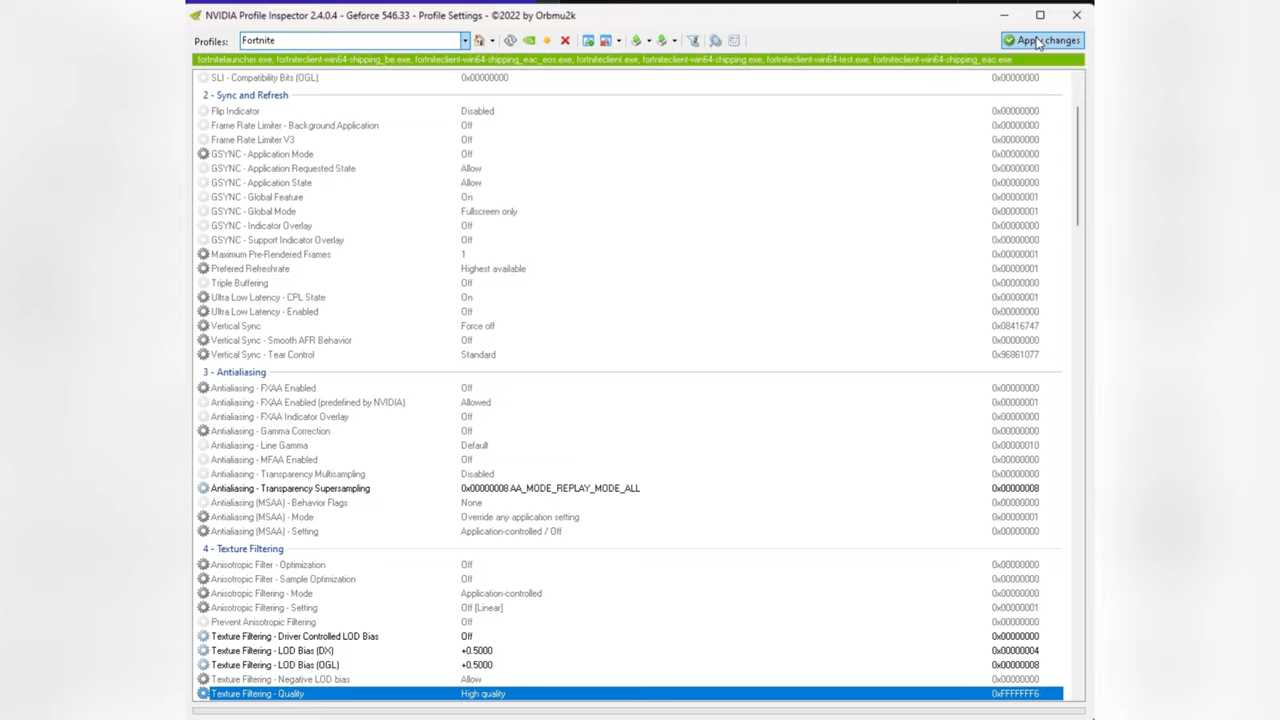 NVIDIA Profile Inspector 2.4.0.4 - Geforce 546.33 - Profile Settings - ©2022 by Orbmu2k
Profiles: Fortnite Apply changes
fortnitelauncher.exe, fortniteclient-win64-shipping_be.exe, fortniteclient-win64-shipping_eac_eos.exe, fortniteclient.exe, fortniteclient-win64-shipping.exe, fortniteclient-win64-test.exe, fortniteclient-win64-shipping_eac.exe
SLI - Compatibility Bits (OGL) 0x00000000
2 - Sync and Refresh
Flip Indicator Disabled 0x00000000
Frame Rate Limiter - Background Application Off 0x00000000
Frame Rate Limiter V3 Off 0x00000000
GSYNC - Application Mode Off 0x00000000
GSYNC - Application Requested State Allow 0x00000000
GSYNC - Application State Allow 0x00000000
GSYNC - Global Feature On 0x00000001
GSYNC - Global Mode Fullscreen only 0x00000001
GSYNC - Indicator Overlay Off 0x00000000
GSYNC - Support Indicator Overlay Off 0x00000000
Maximum Pre-Rendered Frames 1 0x00000001
Prefered Refreshrate Highest available 0x00000001
Triple Buffering Off 0x00000000
Ultra Low Latency - CPL State On 0x00000001
Ultra Low Latency - Enabled Off 0x00000000
Vertical Sync Force off 0x08416747
Vertical Sync - Smooth AFR Behavior Off 0x00000000
Vertical Sync - Tear Control Standard 0x96861077
3 - Antialiasing
Antialiasing - FXAA Enabled Off 0x00000000
Antialiasing - FXAA Enabled (predefined by NVIDIA) Allowed 0x00000001
Antialiasing - FXAA Indicator Overlay Off 0x00000000
Antialiasing - Gamma Correction Off 0x00000000
Antialiasing - Line Gamma Default 0x00000010
Antialiasing - MFAA Enabled Off 0x00000000
Antialiasing - Transparency Multisampling Disabled 0x00000000
Antialiasing - Transparency Supersampling 0x00000008 AA_MODE_REPLAY_MODE_ALL 0x00000008
Antialiasing (MSAA) - Behavior Flags None 0x00000000
Antialiasing (MSAA) - Mode Override any application setting 0x00000001
Antialiasing (MSAA) - Setting Application-controlled / Off 0x00000000
4 - Texture Filtering
Anisotropic Filter - Optimization Off 0x00000000
Anisotropic Filter - Sample Optimization Off 0x00000000
Anisotropic Filtering - Mode Application-controlled 0x00000000
Anisotropic Filtering - Setting Off [Linear] 0x00000001
Prevent Anisotropic Filtering Off 0x00000000
Texture Filtering - Driver Controlled LOD Bias Off 0x00000000
Texture Filtering - LOD Bias (DX) +0.5000 0x00000004
Texture Filtering - LOD Bias (OGL) +0.5000 0x00000008
Texture Filtering - Negative LOD bias Allow 0x00000000
Texture Filtering - Quality High quality 0xFFFFFFF6